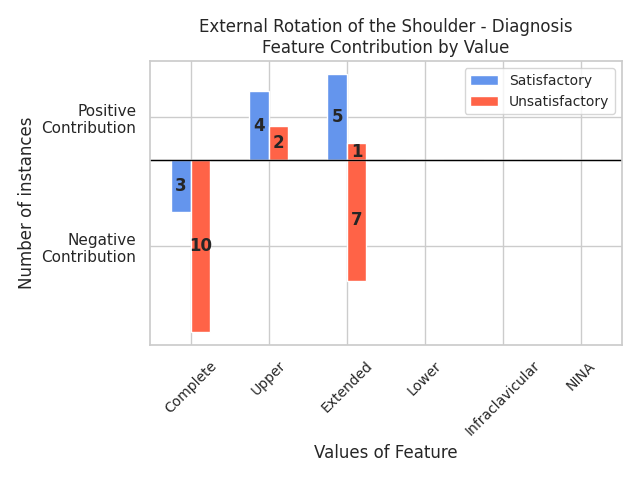 External Rotation of the Shoulder - Diagnosis
Feature Contribution by Value
Satisfactory
Unsatisfactory
Positive
Contribution
Negative
Contribution
Number of instances
3
10
4
2
5
1
7
Complete
Upper
Extended
Lower
Infraclavicular
NINA
Values of Feature